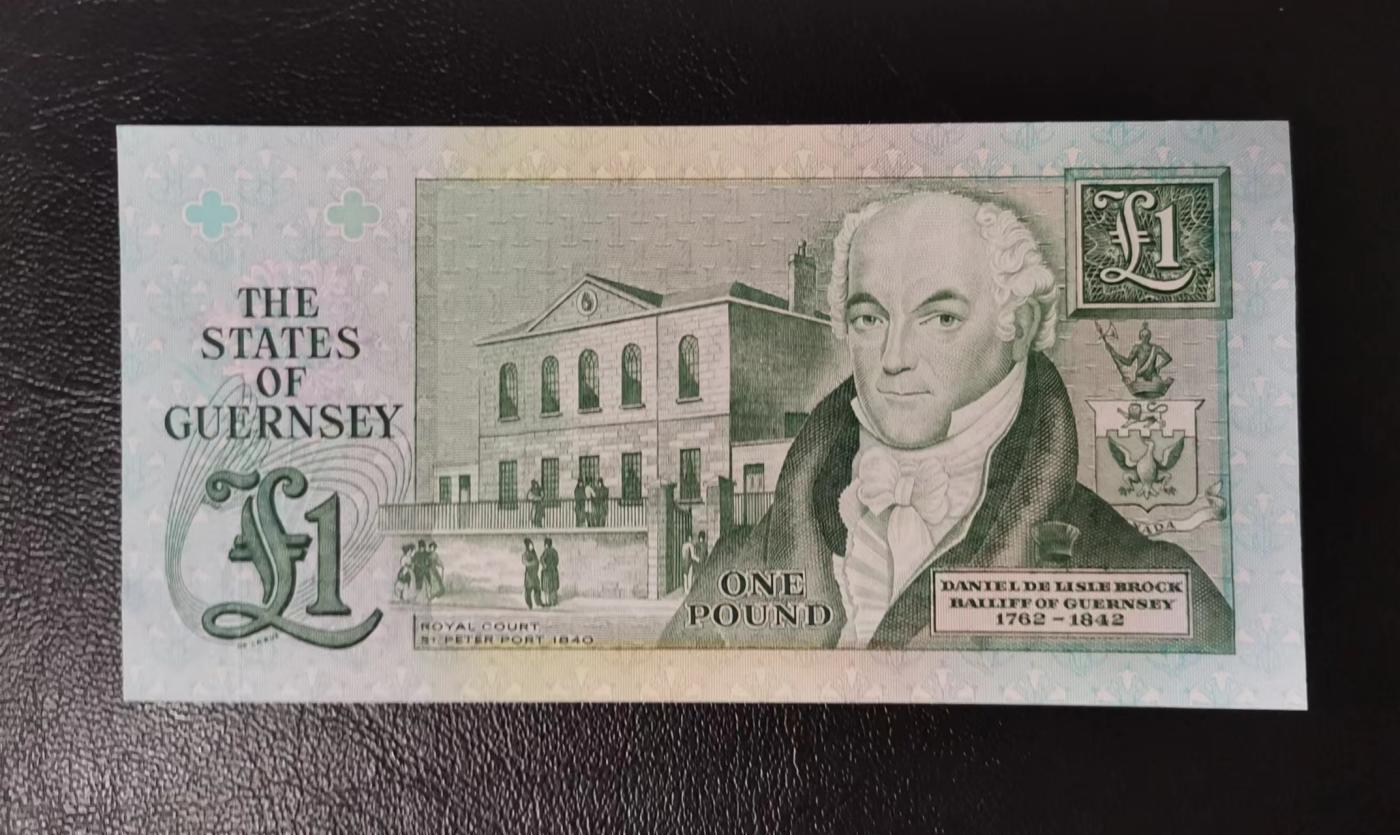 THE
STATES
OF
GUERNSEY
£1
£1
ONE
POUND
ROYAL COURT
ST PETER PORT 1840
DANIEL DE LISLE BROCK
BAILIFF OF GUERNSEY
1762 – 1842